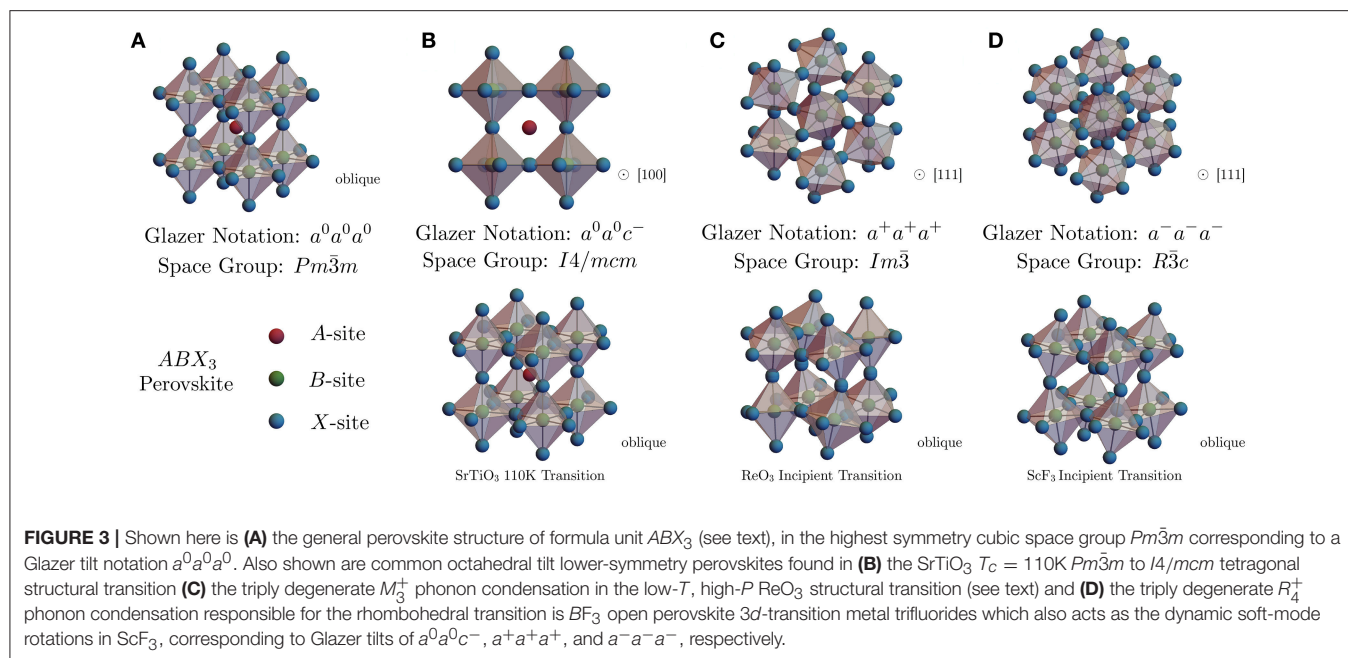 A
B
C
D
oblique
⊙ [100]
⊙ [111]
⊙ [111]
Glazer Notation: a⁰a⁰a⁰
Space Group: Pm3̄m
Glazer Notation: a⁰a⁰c⁻
Space Group: I4/mcm
Glazer Notation: a⁺a⁺a⁺
Space Group: Im3̄
Glazer Notation: a⁻a⁻a⁻
Space Group: R3̄c
ABX₃
Perovskite
A-site
B-site
X-site
oblique
SrTiO₃ 110K Transition
oblique
ReO₃ Incipient Transition
oblique
ScF₃ Incipient Transition
FIGURE 3 | Shown here is (A) the general perovskite structure of formula unit ABX₃ (see text), in the highest symmetry cubic space group Pm3̄m corresponding to a
Glazer tilt notation a⁰a⁰a⁰. Also shown are common octahedral tilt lower-symmetry perovskites found in (B) the SrTiO₃ Tc = 110K Pm3̄m to I4/mcm tetragonal
structural transition (C) the triply degenerate M₃⁺ phonon condensation in the low-T, high-P ReO₃ structural transition (see text) and (D) the triply degenerate R₄⁺
phonon condensation responsible for the rhombohedral transition is BF₃ open perovskite 3d-transition metal trifluorides which also acts as the dynamic soft-mode
rotations in ScF₃, corresponding to Glazer tilts of a⁰a⁰c−, a⁺a⁺a⁺, and a⁻a⁻a⁻, respectively.